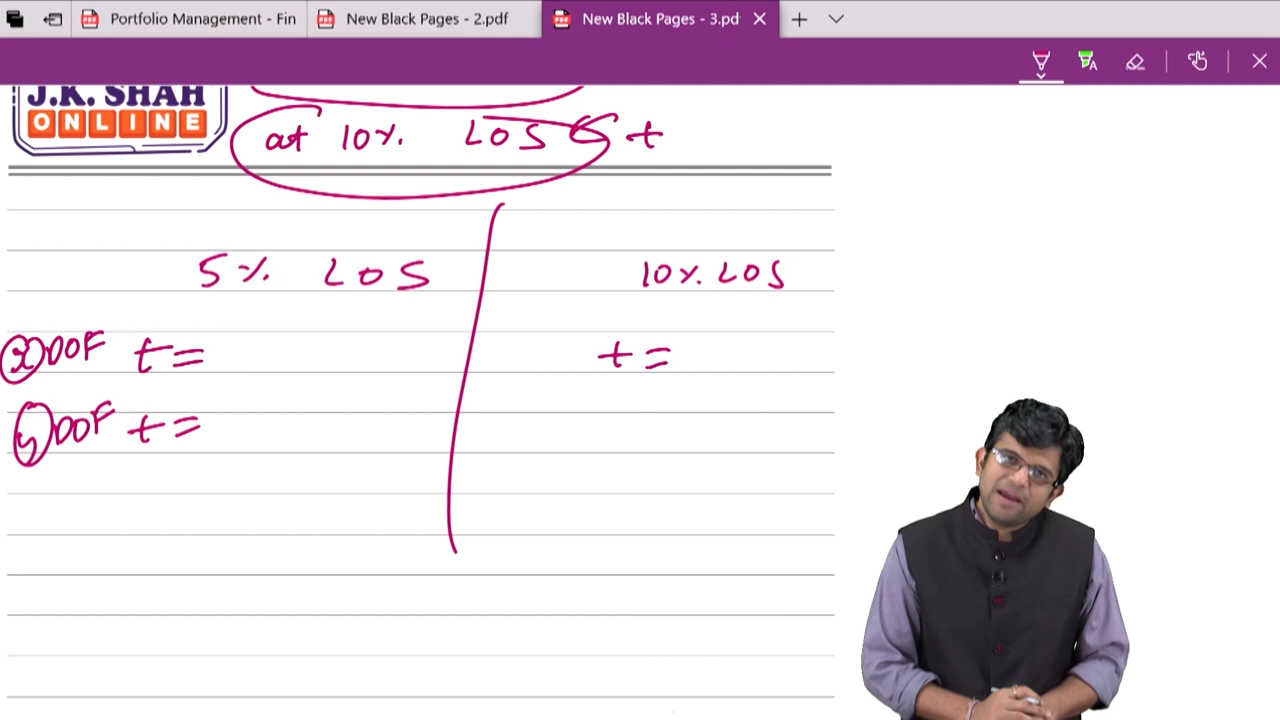 Portfolio Management - Fin
New Black Pages - 2.pdf
New Black Pages - 3.pd
J.K. SHAH
ONLINE
at 10% LOS t
5% LOS
10% LOS
x DOF t =
t =
y DOF t =